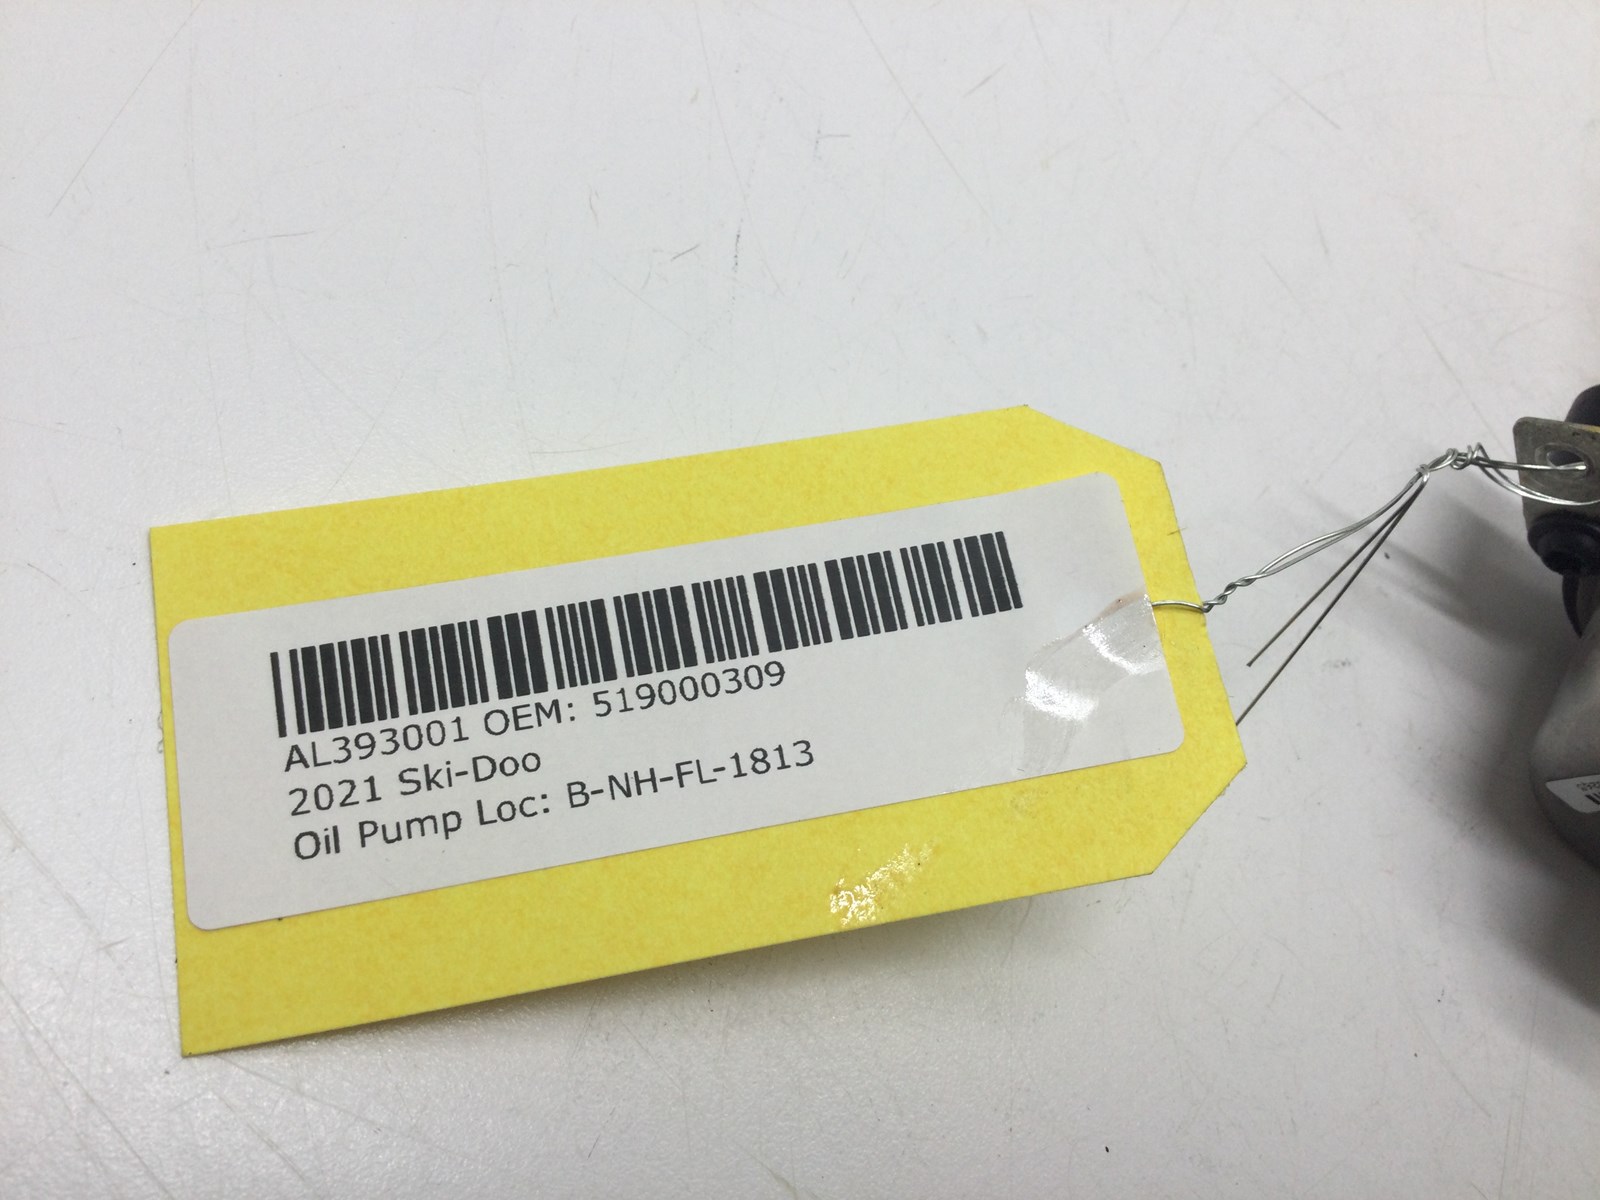 AL393001 OEM: 519000309
2021 Ski-Doo
Oil Pump Loc: B-NH-FL-1813